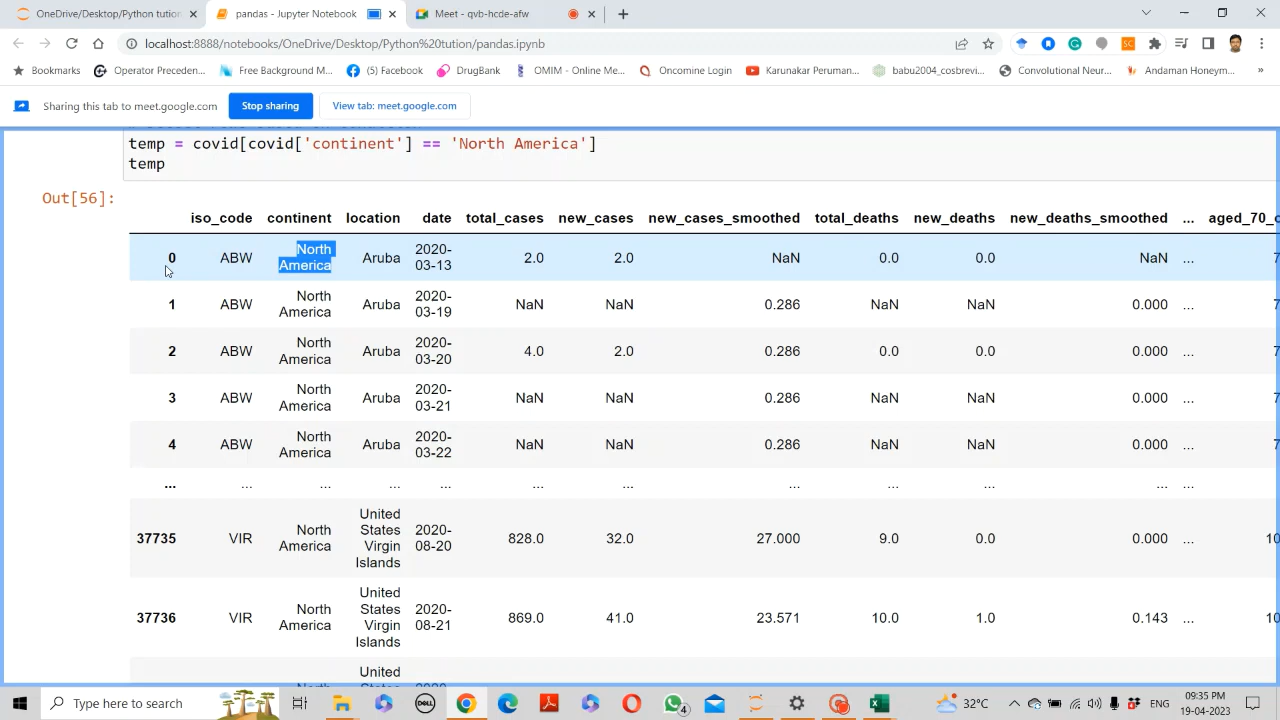 OneDrive/Desktop/Python tution
pandas - Jupyter Notebook
Meet - qvb-hcde-afw
localhost:8888/notebooks/OneDrive/Desktop/Python%20tution/pandas.ipynb
Bookmarks
Operator Preceden...
Free Background M...
(5) Facebook
DrugBank
OMIM - Online Me...
Oncomine Login
Karunakar Peruman...
babu2004_cosbrevi...
Convolutional Neur...
Andaman Honeym...
»
Sharing this tab to meet.google.com
Stop sharing
View tab: meet.google.com
temp = covid[covid['continent'] == 'North America']
temp
Out[56]:
iso_code continent location date total_cases new_cases new_cases_smoothed total_deaths new_deaths new_deaths_smoothed ... aged_70_
0 ABW North America Aruba 2020-03-13 2.0 2.0 NaN 0.0 0.0 NaN ... 7
1 ABW North America Aruba 2020-03-19 NaN NaN 0.286 NaN NaN 0.000 ... 7
2 ABW North America Aruba 2020-03-20 4.0 2.0 0.286 0.0 0.0 0.000 ... 7
3 ABW North America Aruba 2020-03-21 NaN NaN 0.286 NaN NaN 0.000 ... 7
4 ABW North America Aruba 2020-03-22 NaN NaN 0.286 NaN NaN 0.000 ... 7
... ... ... ... ... ... ... ... ... ... ... ...
37735 VIR North America United States Virgin Islands 2020-08-20 828.0 32.0 27.000 9.0 0.0 0.000 ... 10
37736 VIR North America United States Virgin Islands 2020-08-21 869.0 41.0 23.571 10.0 1.0 0.143 ... 10
United
Type here to search
DELL
4
32°C
ENG
09:35 PM
19-04-2023